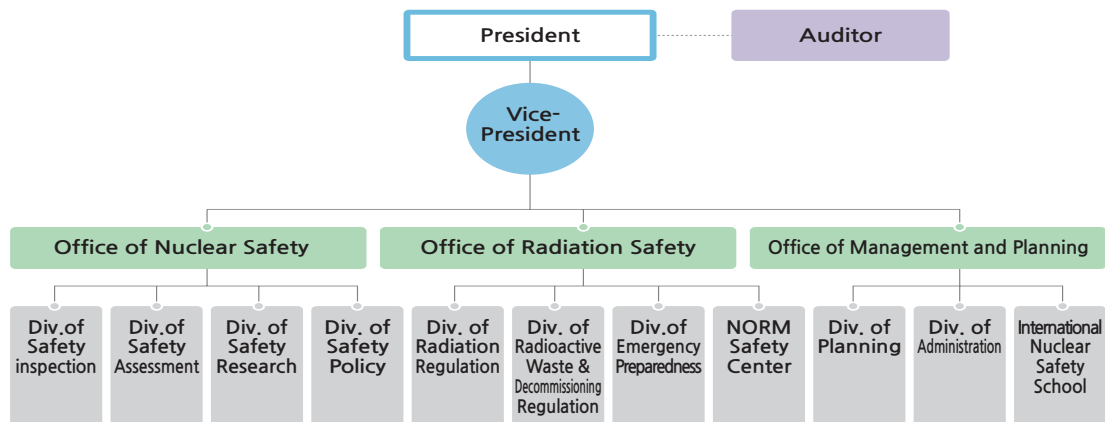 President
Auditor
Vice-
President
Office of Nuclear Safety
Office of Radiation Safety
Office of Management and Planning
Div.of
Safety
inspection
Div.of
Safety
Assessment
Div. of
Safety
Research
Div. of
Safety
Policy
Div. of
Radiation
Regulation
Div. of
Radioactive
Waste &
Decommissioning
Regulation
Div.of
Emergency
Preparedness
NORM
Safety
Center
Div. of
Planning
Div. of
Administration
International
Nuclear
Safety
School